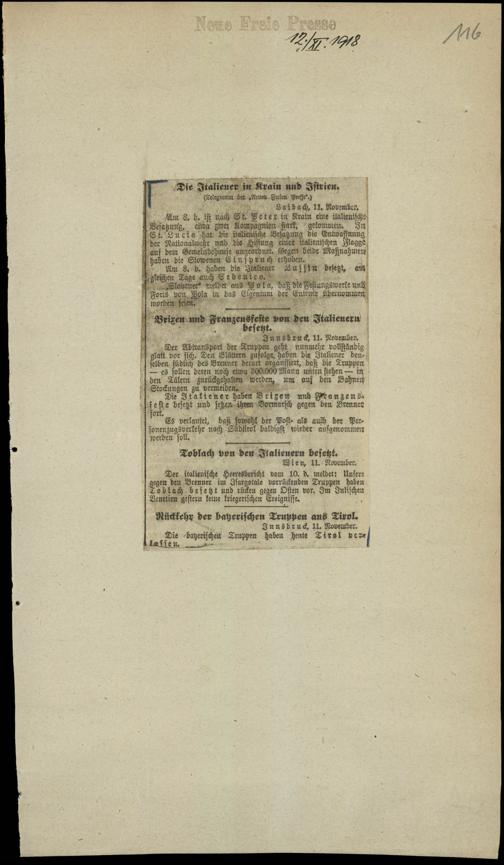 Neue Freie Presse
12./XI. 1918
116
Die Italiener in Krain und Istrien.
(Telegramm der „Neuen Freien Presse“.)
Laibach, 11. November.
Am 8. d. ist nach St. Peter in Krain eine italienische
Besatzung, etwa zwei Kompagnien stark, gekommen. In
St. Lucia hat die italienische Besatzung die Entwaffnung
der Nationalwehr und die Hissung einer italienischen Flagge
auf dem Gemeindehause angeordnet. Gegen beide Maßnahmen
haben die Slowenen Einspruch erhoben.
Am 8. d. haben die Italiener Lussin besetzt, am
gleichen Tage auch Sebenico.
„Slovenec“ meldet aus Pola, daß die Festungswerke und
Forts von Pola in das Eigentum der Entente übernommen
worden seien.
Brixen und Franzensfeste von den Italienern
besetzt.
Innsbruck, 11. November.
Der Abtransport der Truppen geht nunmehr vollständig
glatt vor sich. Den Blättern zufolge, haben die Italiener den-
selben südlich des Brenner derart organisiert, daß die Truppen
— es sollen deren noch etwa 300.000 Mann unten stehen — in
den Tälern zurückgehalten werden, um auf den Bahnen
Stockungen zu vermeiden.
Die Italiener haben Brixen und Franzens-
feste besetzt und setzen ihren Vormarsch gegen den Brenner
fort.
Es verlautet, daß sowohl der Post- als auch der Per-
sonenzugsverkehr nach Südtirol baldigst wieder aufgenommen
werden soll.
Toblach von den Italienern besetzt.
Wien, 11. November.
Der italienische Heeresbericht vom 10. d. meldet: Unsere
gegen den Brenner im Isargotale vorrückenden Truppen haben
Toblach besetzt und rücken gegen Osten vor. Im Julischen
Venetien gestern keine kriegerischen Ereignisse.
Rückkehr der bayerischen Truppen aus Tirol.
Innsbruck, 11. November.
Die bayerischen Truppen haben heute Tirol ver-
lassen.